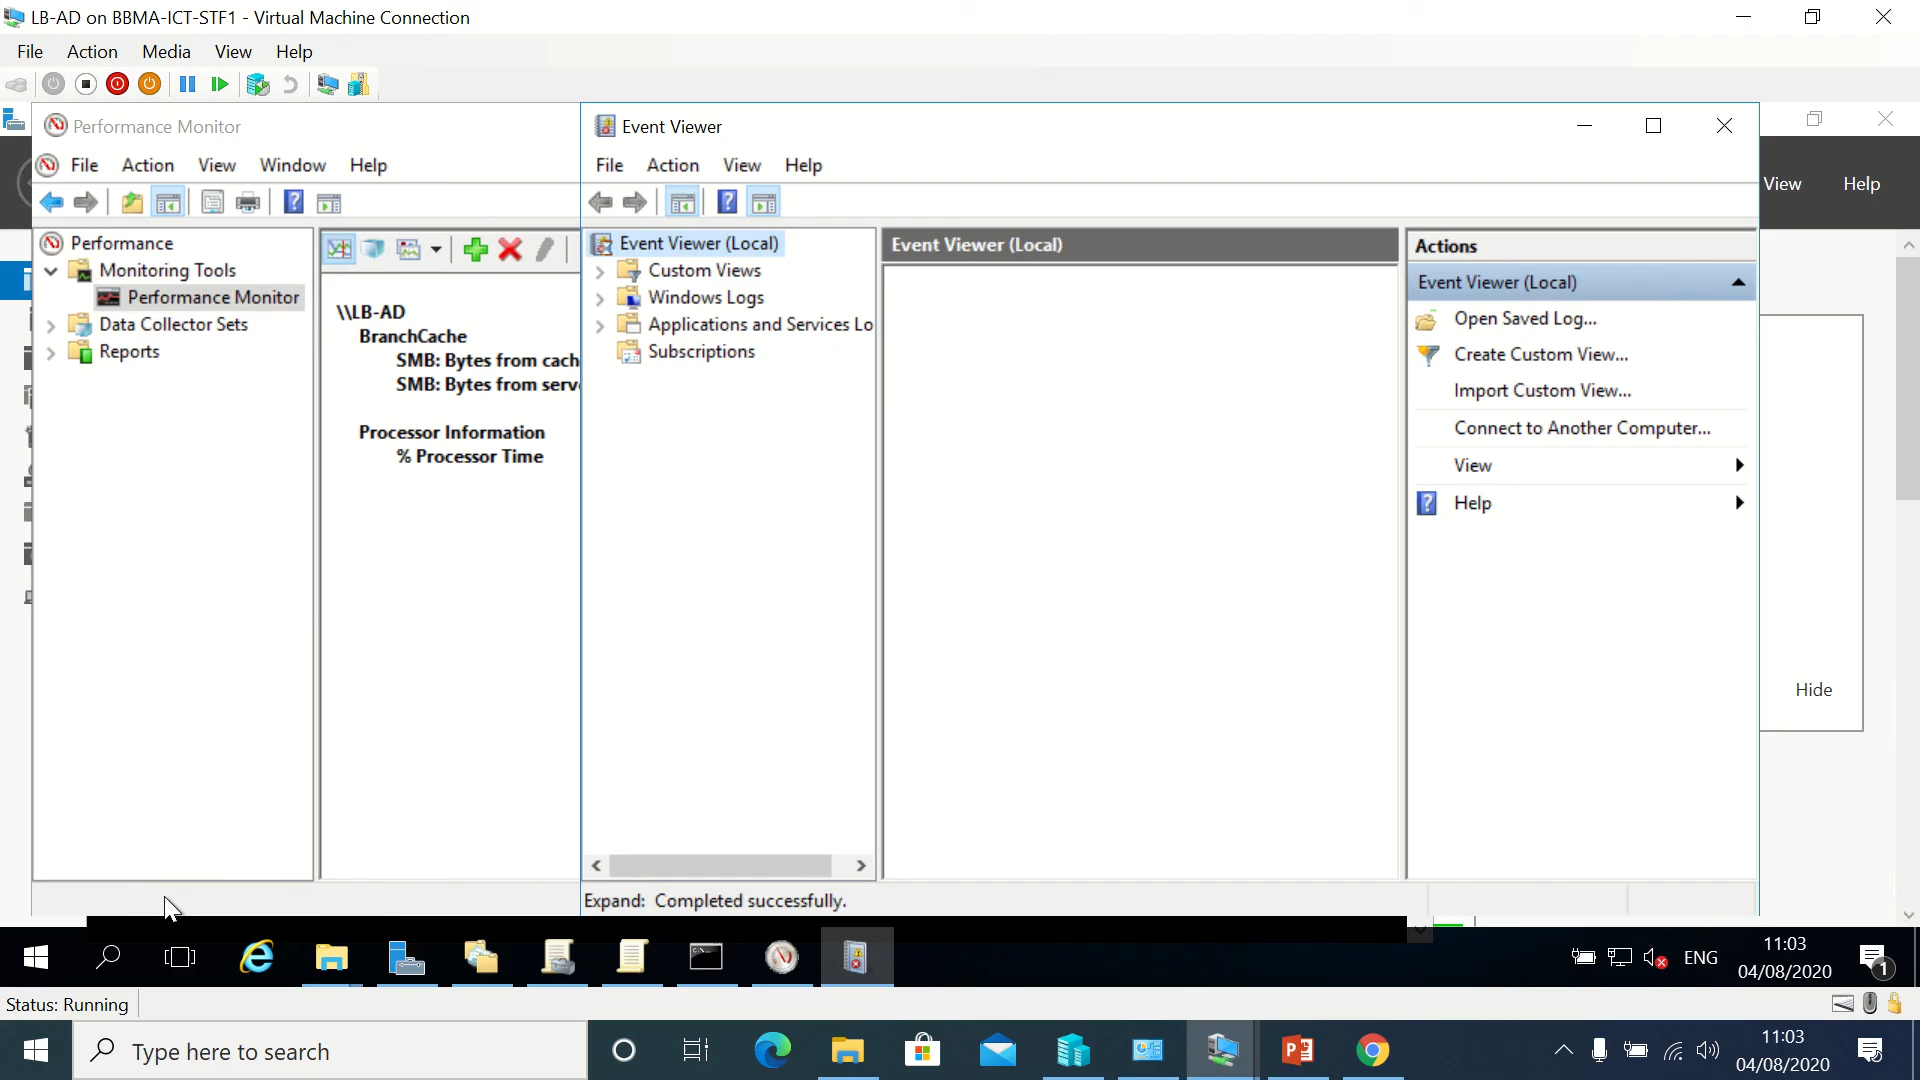 LB-AD on BBMA-ICT-STF1 - Virtual Machine Connection
File Action Media View Help
Performance Monitor
File Action View Window Help
Performance
Monitoring Tools
Performance Monitor
Data Collector Sets
Reports
\\LB-AD
BranchCache
SMB: Bytes from cach
SMB: Bytes from serv
Processor Information
% Processor Time
Event Viewer
File Action View Help
Event Viewer (Local)
Custom Views
Windows Logs
Applications and Services Lo
Subscriptions
Event Viewer (Local)
Actions
Event Viewer (Local)
Open Saved Log...
Create Custom View...
Import Custom View...
Connect to Another Computer...
View
Help
Expand: Completed successfully.
View Help
Hide
ENG
11:03
04/08/2020
1
Status: Running
Type here to search
11:03
04/08/2020